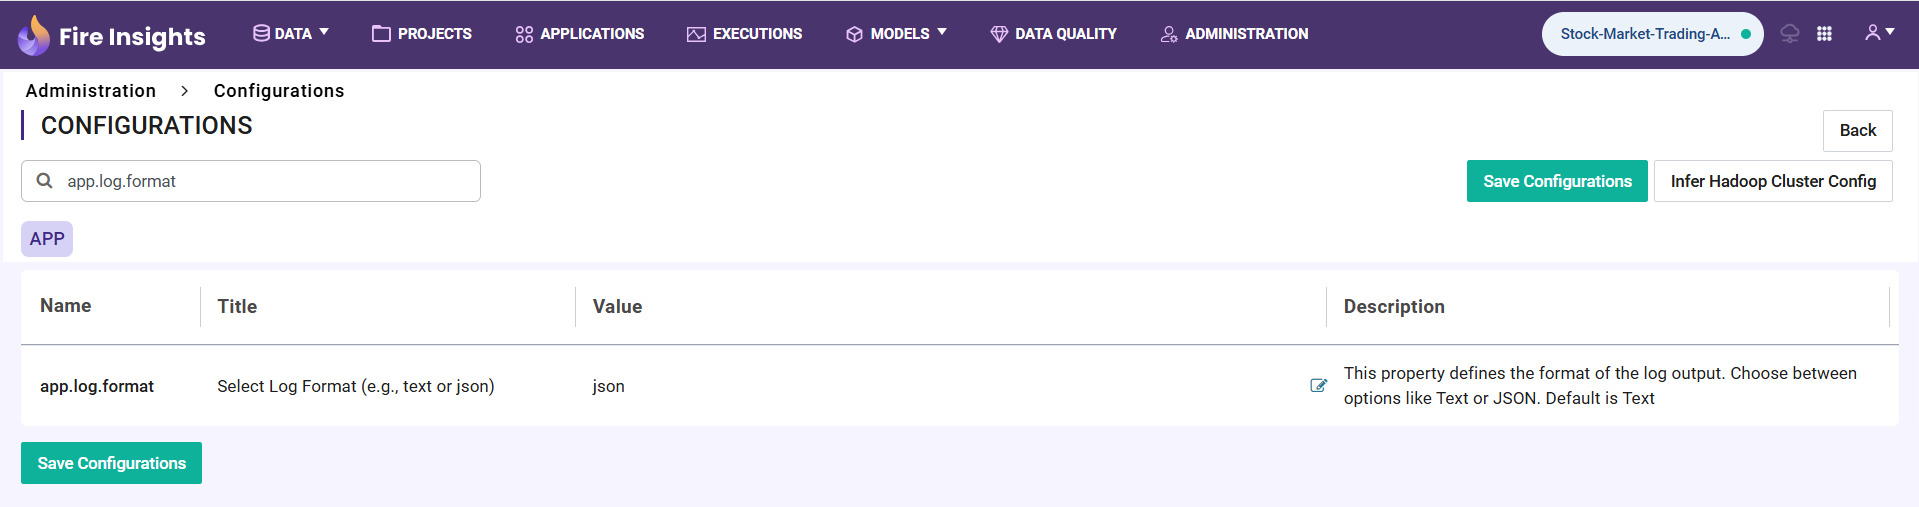 Fire Insights DATA PROJECTS APPLICATIONS EXECUTIONS MODELS DATA QUALITY ADMINISTRATION Stock-Market-Trading-A...
Administration > Configurations
CONFIGURATIONS
Back
app.log.format
Save Configurations Infer Hadoop Cluster Config
APP
Name Title Value Description
app.log.format Select Log Format (e.g., text or json) json This property defines the format of the log output. Choose between
options like Text or JSON. Default is Text
Save Configurations